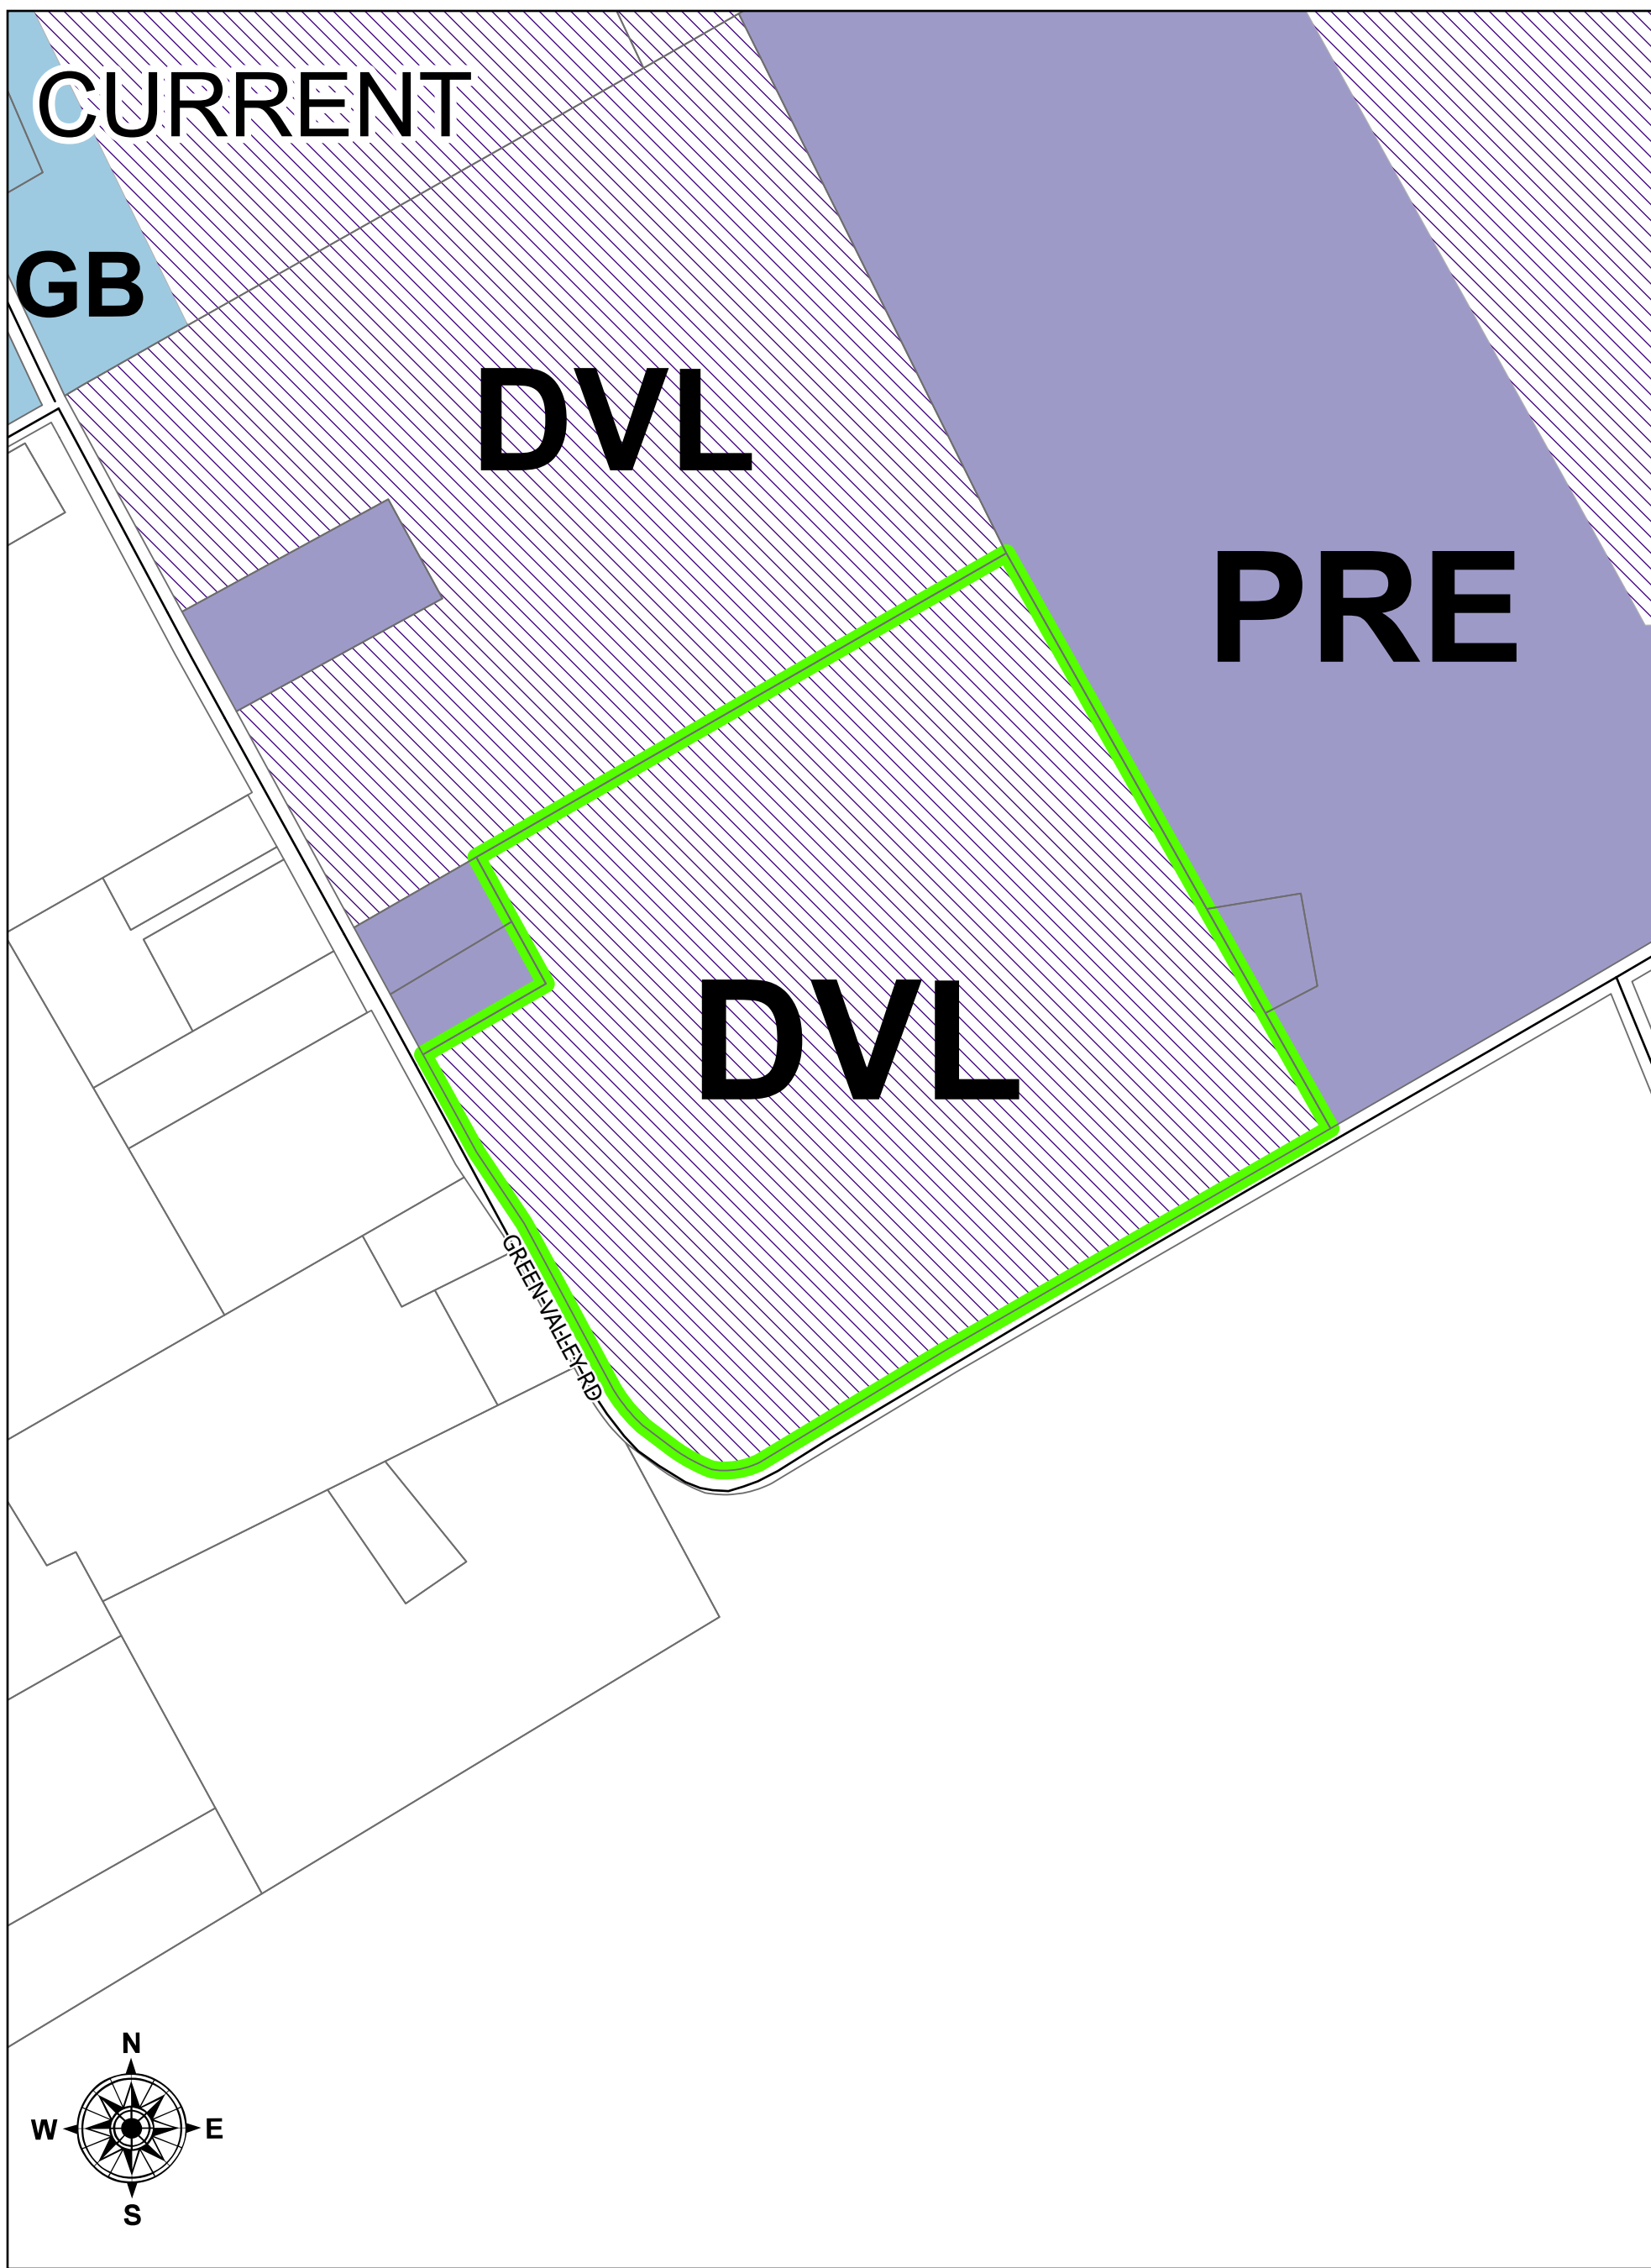 CURRENT
GB
DVL
PRE
DVL
GREEN VALLEY RD
N
W
E
S